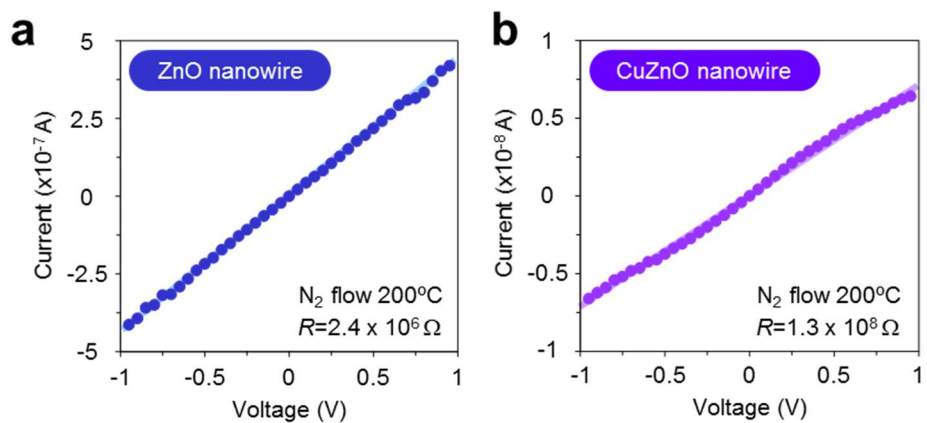 a
ZnO nanowire
5
2.5
0
-2.5
-5
Current (x10⁻⁷ A)
N₂ flow 200ºC
R=2.4 x 10⁶ Ω
-1 -0.5 0 0.5 1
Voltage (V)
b
CuZnO nanowire
1
0.5
0
-0.5
-1
Current (x10⁻⁸ A)
N₂ flow 200ºC
R=1.3 x 10⁸ Ω
-1 -0.5 0 0.5 1
Voltage (V)